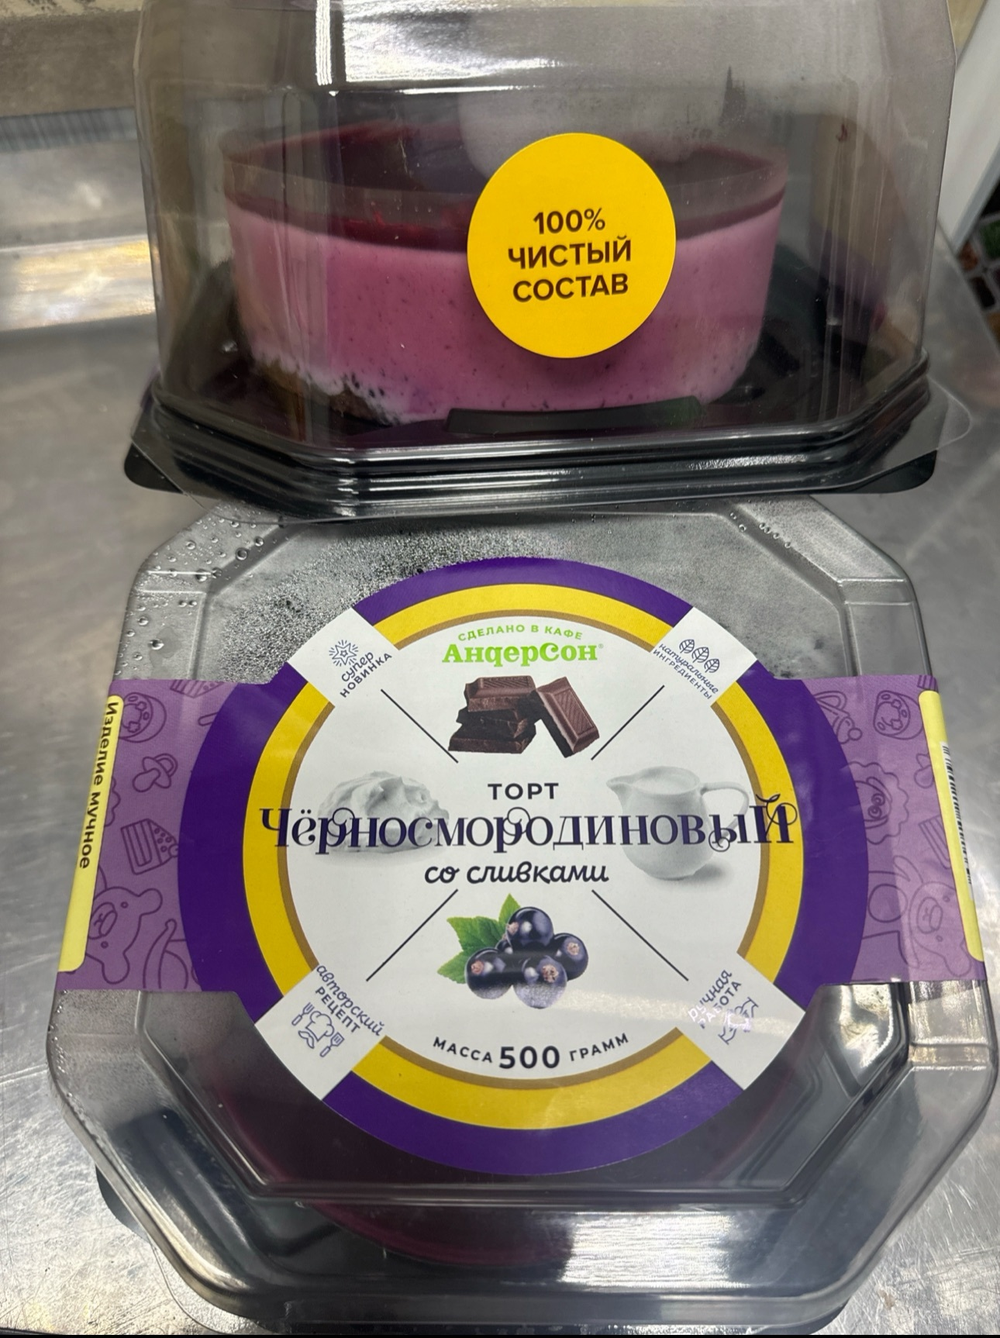 100%
ЧИСТЫЙ
СОСТАВ
СДЕЛАНО В КАФЕ
АндерСон®
супер
НОВИНКА
натуральные
ИНГРЕДИЕНТЫ
Изделие мучное
ТОРТ
Чёрносмородиновый
со сливками
авторский
РЕЦЕПТ
ручная
РАБОТА
МАССА 500 ГРАММ